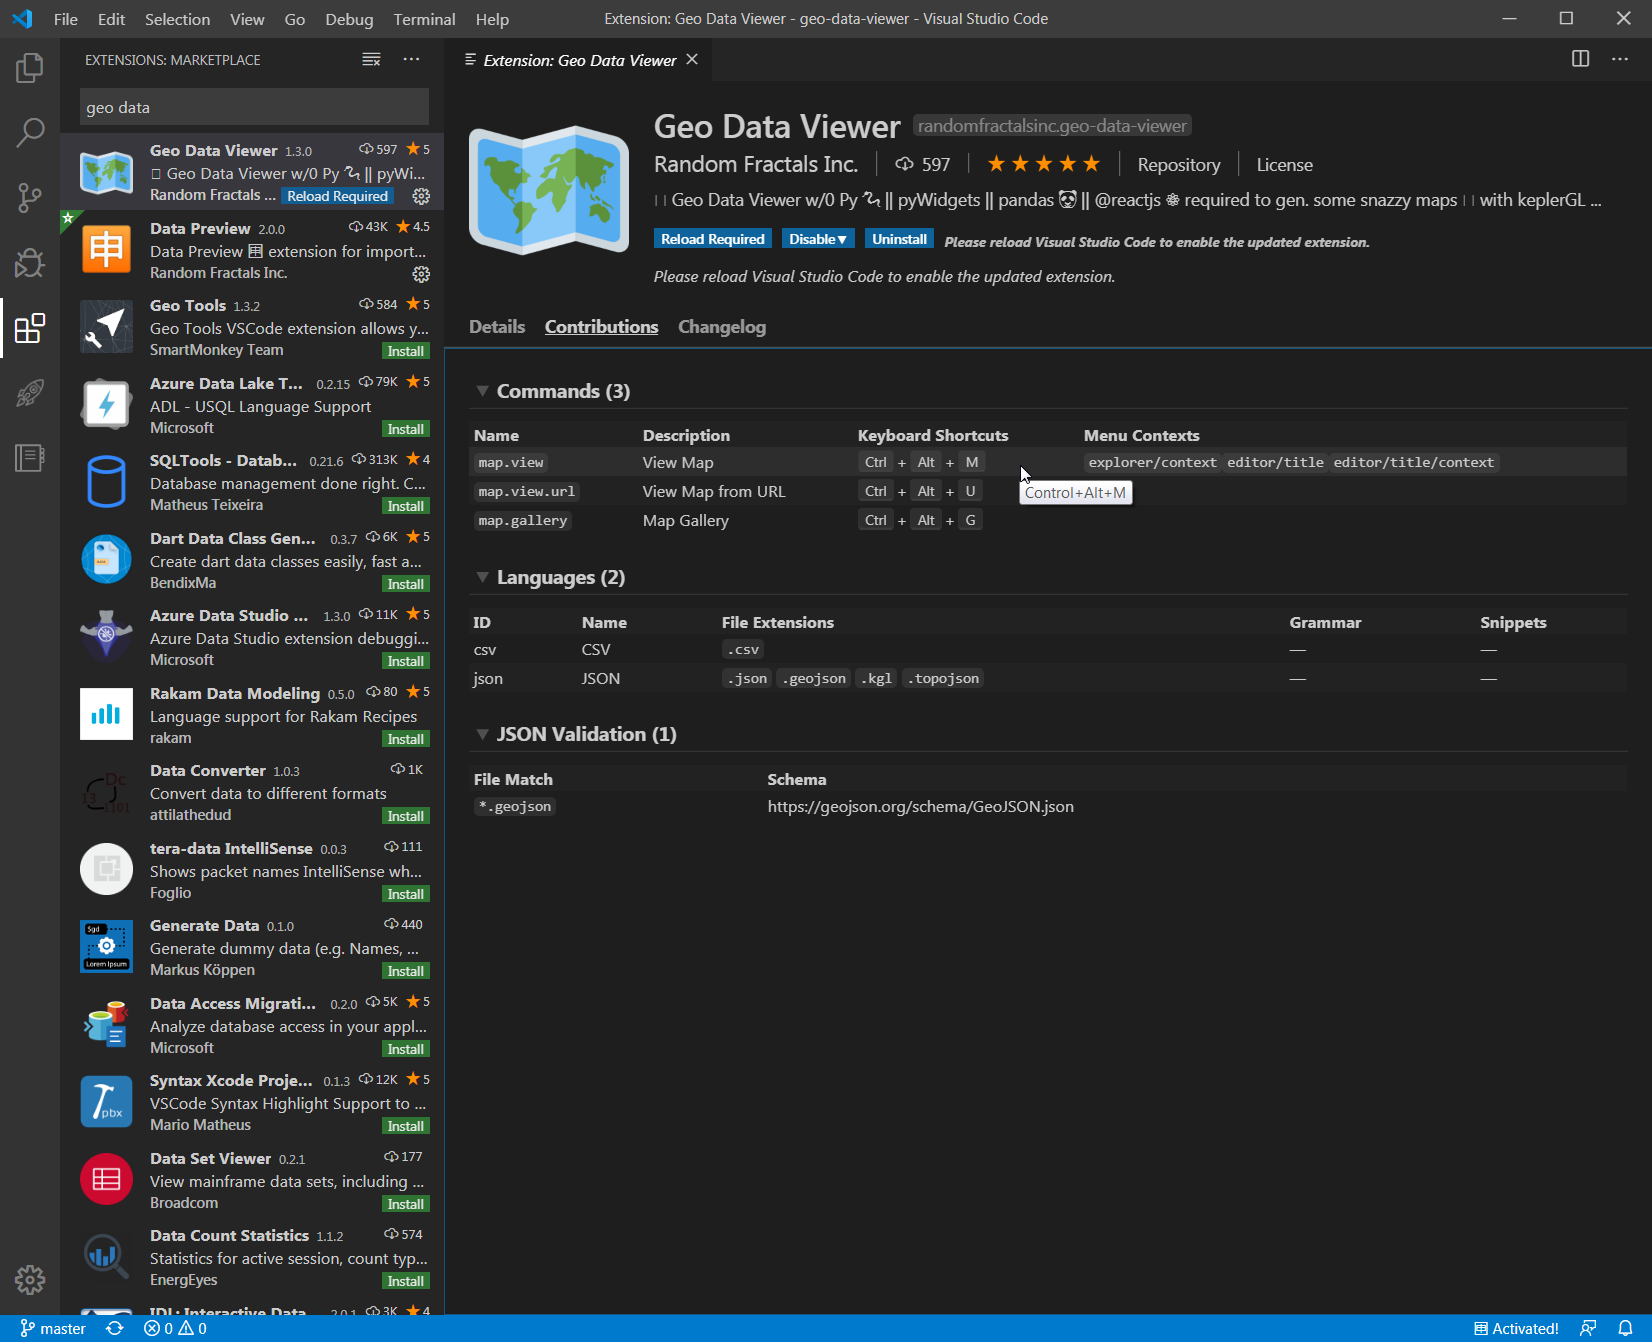 File Edit Selection View Go Debug Terminal Help
Extension: Geo Data Viewer - geo-data-viewer - Visual Studio Code
EXTENSIONS: MARKETPLACE
geo data
Geo Data Viewer 1.3.0 597 ★ 5
Geo Data Viewer w/0 Py 🐍 || pyWi...
Random Fractals ... Reload Required
Data Preview 2.0.0 43K ★ 4.5
Data Preview 🈸 extension for import...
Random Fractals Inc.
Geo Tools 1.3.2 584 ★ 5
Geo Tools VSCode extension allows y...
SmartMonkey Team Install
Azure Data Lake T... 0.2.15 79K ★ 5
ADL - USQL Language Support
Microsoft Install
SQLTools - Datab... 0.21.6 313K ★ 4
Database management done right. C...
Matheus Teixeira Install
Dart Data Class Gen... 0.3.7 6K ★ 5
Create dart data classes easily, fast a...
BendixMa Install
Azure Data Studio ... 1.3.0 11K ★ 5
Azure Data Studio extension debuggi...
Microsoft Install
Rakam Data Modeling 0.5.0 80 ★ 5
Language support for Rakam Recipes
rakam Install
Data Converter 1.0.3 1K
Convert data to different formats
attilathedud Install
tera-data IntelliSense 0.0.3 111
Shows packet names IntelliSense wh...
Foglio Install
Generate Data 0.1.0 440
Generate dummy data (e.g. Names, ...
Markus Köppen Install
Data Access Migrati... 0.2.0 5K ★ 5
Analyze database access in your appl...
Microsoft Install
Syntax Xcode Proje... 0.1.3 12K ★ 5
VSCode Syntax Highlight Support to ...
Mario Matheus Install
Data Set Viewer 0.2.1 177
View mainframe data sets, including ...
Broadcom Install
Data Count Statistics 1.1.2 574
Statistics for active session, count typ...
EnergEyes Install
IDL: Interactive Data 2.0.1 3K ★ 4
申
Sgd
Lorem Ipsum
pbx
Extension: Geo Data Viewer
Geo Data Viewer randomfractalsinc.geo-data-viewer
Random Fractals Inc. 597 ★★★★★ Repository License
Geo Data Viewer w/0 Py 🐍 || pyWidgets || pandas 🐼 || @reactjs ⚛ required to gen. some snazzy maps with keplerGL ...
Reload Required Disable▼ Uninstall Please reload Visual Studio Code to enable the updated extension.
Please reload Visual Studio Code to enable the updated extension.
Details Contributions Changelog
Commands (3)
Name Description Keyboard Shortcuts Menu Contexts
map.view View Map Ctrl + Alt + M explorer/context editor/title editor/title/context
Control+Alt+M
map.view.url View Map from URL Ctrl + Alt + U
map.gallery Map Gallery Ctrl + Alt + G
Languages (2)
ID Name File Extensions Grammar Snippets
csv CSV .csv — —
json JSON .json .geojson .kgl .topojson — —
JSON Validation (1)
File Match Schema
*.geojson https://geojson.org/schema/GeoJSON.json
master 0 0 Activated!